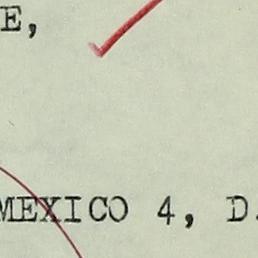 E,
MEXICO 4, D.